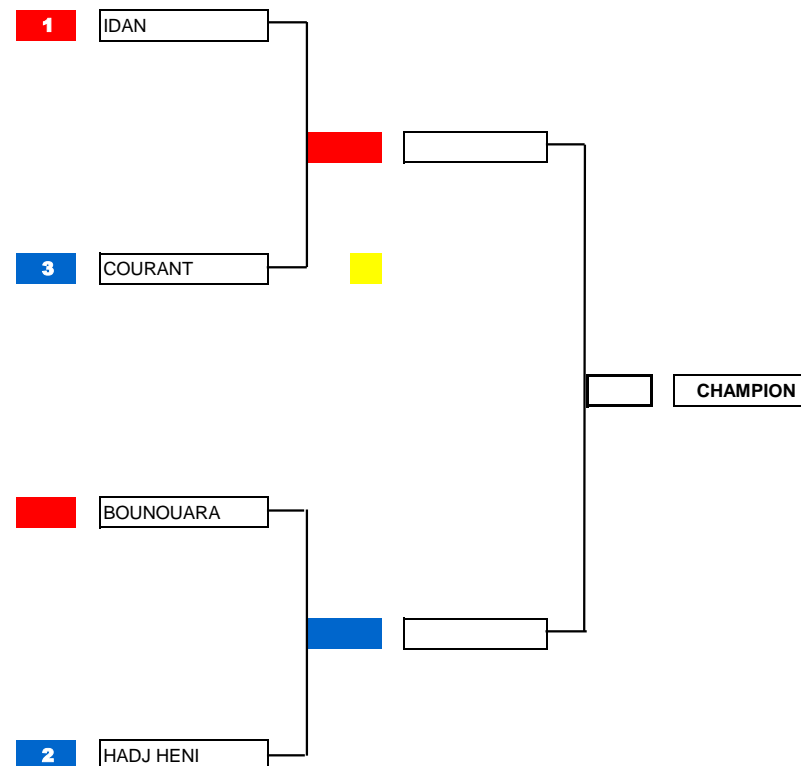 1 IDAN
3 COURANT
CHAMPION
BOUNOUARA
2 HADJ HENI